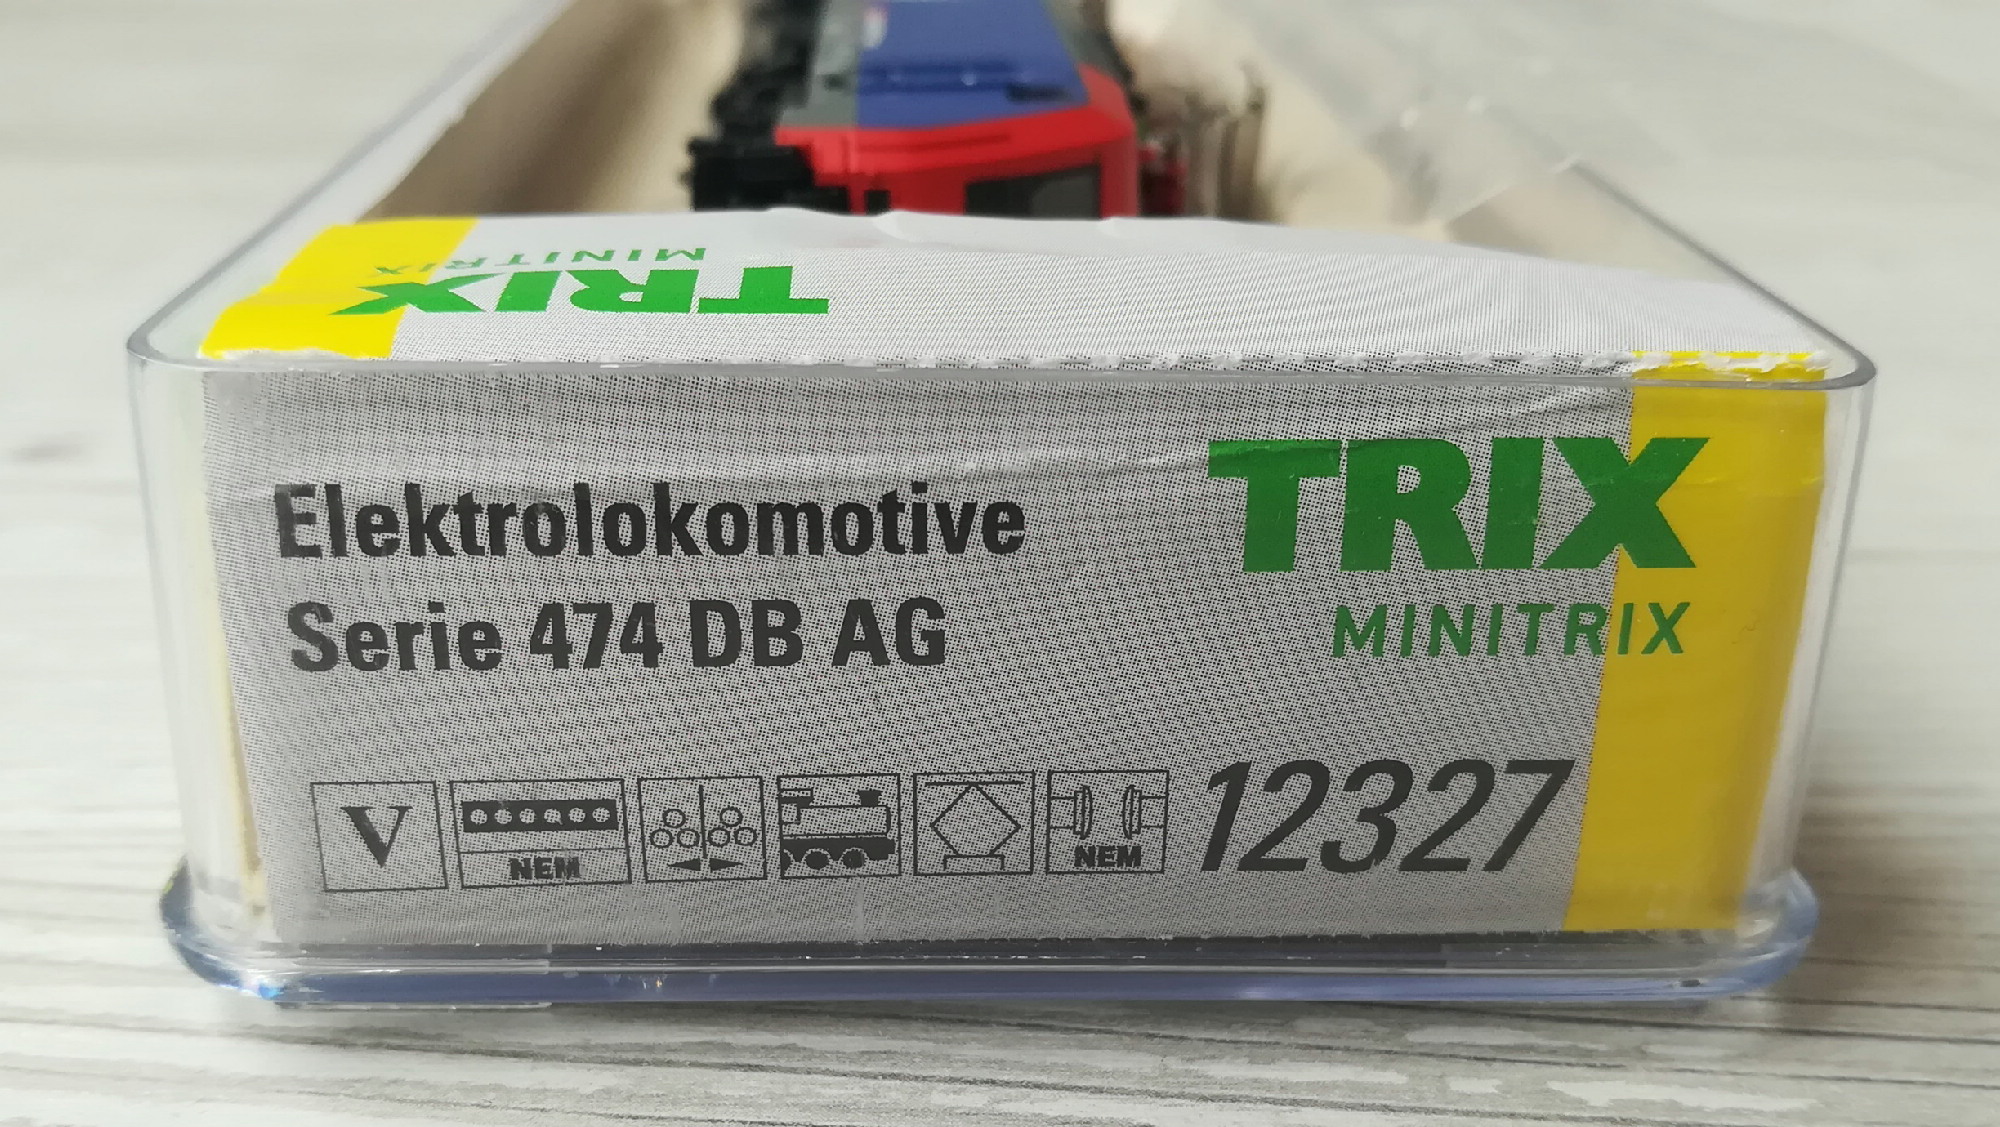 TRIX
MINITRIX
Elektrolokomotive
Serie 474 DB AG
TRIX
MINITRIX
V
NEM
NEM
12327